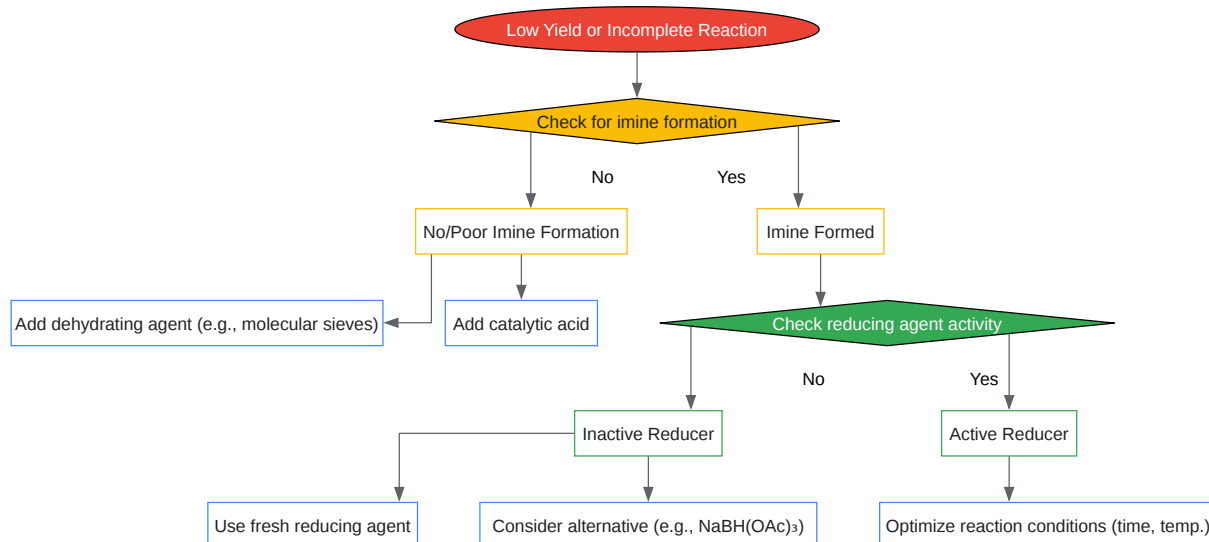 Low Yield or Incomplete Reaction
Check for imine formation
No
Yes
No/Poor Imine Formation
Imine Formed
Add dehydrating agent (e.g., molecular sieves)
Add catalytic acid
Check reducing agent activity
No
Yes
Inactive Reducer
Active Reducer
Use fresh reducing agent
Consider alternative (e.g., NaBH(OAc)₃)
Optimize reaction conditions (time, temp.)